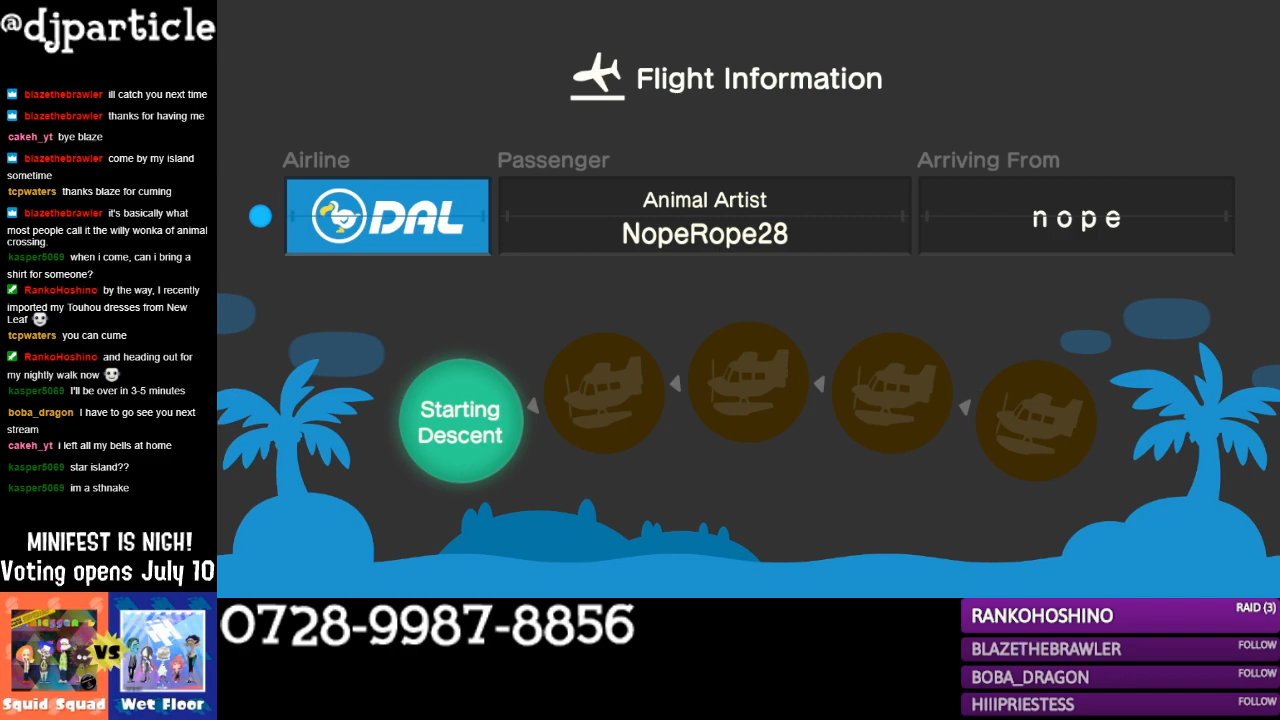 @djparticle
blazethebrawler ill catch you next time
blazethebrawler thanks for having me
cakeh_yt bye blaze
blazethebrawler come by my island
sometime
tcpwaters thanks blaze for cuming
blazethebrawler it's basically what
most people call it the willy wonka of animal
crossing.
kasper5069 when i come, can i bring a
shirt for someone?
RankoHoshino by the way, I recently
imported my Touhou dresses from New
Leaf
tcpwaters you can cume
RankoHoshino and heading out for
my nightly walk now
kasper5069 I'll be over in 3-5 minutes
boba_dragon I have to go see you next
stream
cakeh_yt i left all my bells at home
kasper5069 star island??
kasper5069 im a sthnake
MINIFEST IS NIGH!
Voting opens July 10
VS
Squid Squad
Wet Floor
Flight Information
Airline
Passenger
Arriving From
DAL
Animal Artist
NopeRope28
nope
Starting
Descent
0728-9987-8856
RANKOHOSHINO RAID (3)
BLAZETHEBRAWLER FOLLOW
BOBA_DRAGON FOLLOW
HIIIPRIESTESS FOLLOW